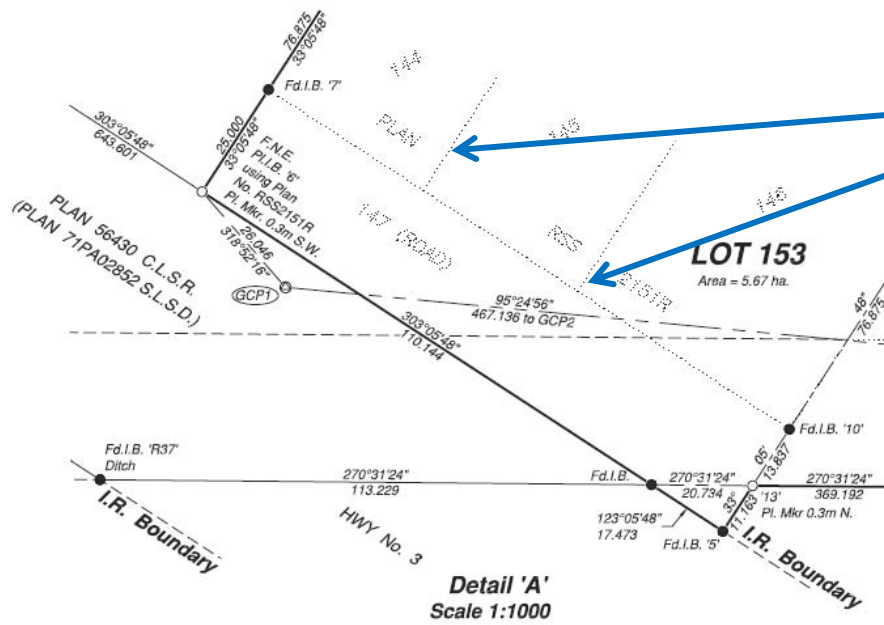 76.875
33°05'48"
144
Fd.I.B. '7'
303°05'48"
643.601
25.000
33°05'48"
F.N.E.
Pl.I.B. '6'
using Plan
No. RSS2151R
Pl. Mkr. 0.3m S.W.
PLAN
145
146
147 (ROAD)
RSS
2151R
LOT 153
Area = 5.67 ha.
PLAN 56430 C.L.S.R.
(PLAN 71PA02852 S.L.S.D.)
26.046
318°52'16"
GCP1
95°24'56"
467.136 to GCP2
48"
76.875
303°05'48"
110.144
Fd.I.B. '10'
05'
13.837
Fd.I.B. 'R37'
Ditch
270°31'24"
113.229
Fd.I.B.
270°31'24"
20.734
270°31'24"
369.192
'13'
Pl. Mkr 0.3m N.
33°
11.163
123°05'48"
17.473
Fd.I.B. '5'
I.R. Boundary
HWY No. 3
I.R. Boundary
Detail 'A'
Scale 1:1000